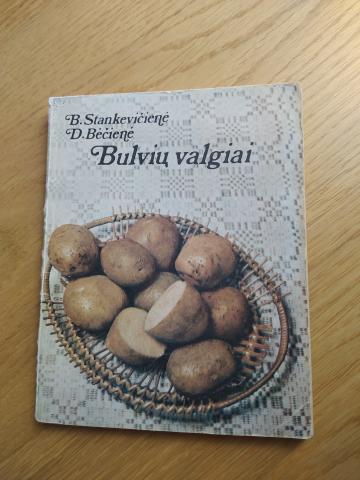 B. Stankevičienė
D. Bėčienė
Bulvių valgiai